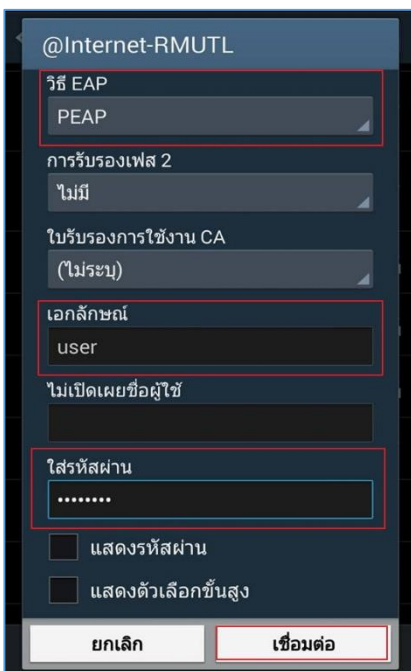 @Internet-RMUTL
วิธี EAP
PEAP
การรับรองเฟส 2
ไม่มี
ใบรับรองการใช้งาน CA
(ไม่ระบุ)
เอกลักษณ์
user
ไม่เปิดเผยชื่อผู้ใช้
ใส่รหัสผ่าน
••••••••
แสดงรหัสผ่าน
แสดงตัวเลือกขั้นสูง
ยกเลิก เชื่อมต่อ